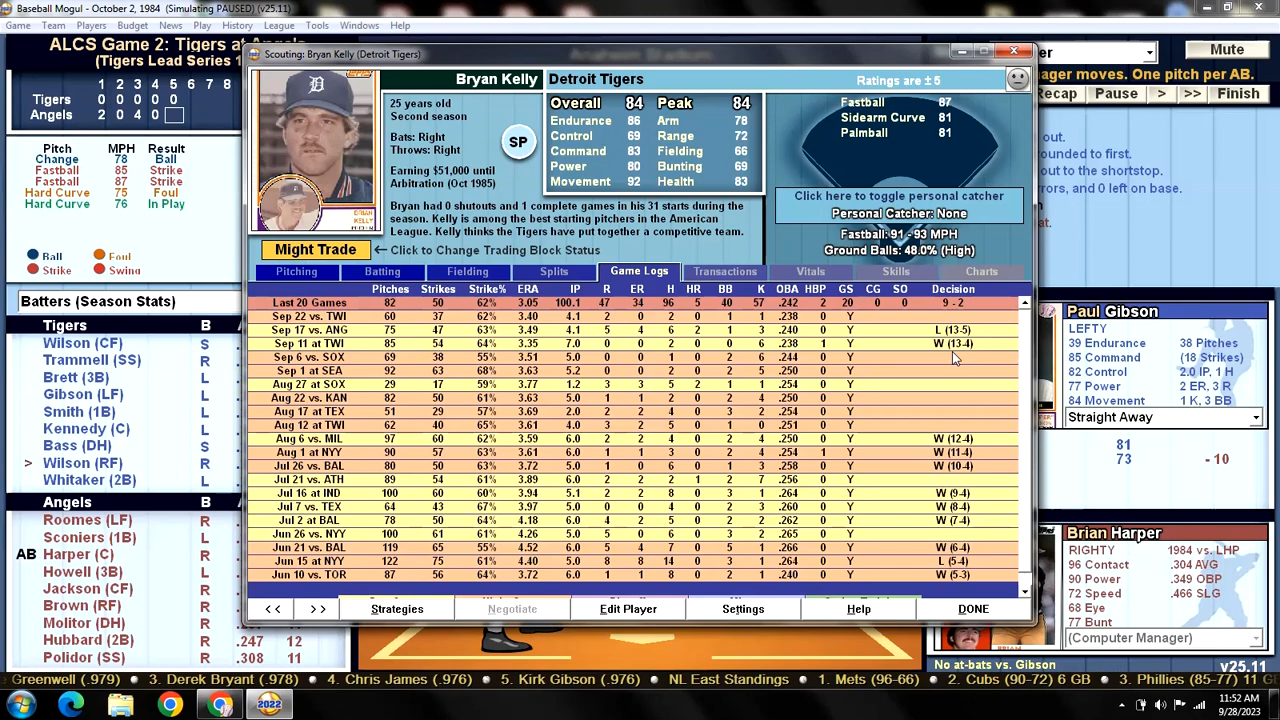 Baseball Mogul - October 2, 1984 (Simulating PAUSED) (v25.11)
Game Team Players Budget News Play History League Tools Windows Help
ALCS Game 2: Tigers at Angels
(Tigers Lead Series 1
1 2 3 4 5 6 7 8
Tigers 0 0 0 0 0
Angels 2 0 4 0
Pitch MPH Result
Change 78 Ball
Fastball 85 Strike
Fastball 87 Strike
Hard Curve 75 Foul
Hard Curve 76 In Play
Ball Foul
Strike Swing
Batters (Season Stats)
Tigers B
Wilson (CF) S
Trammell (SS) R
Brett (3B) L
Gibson (LF) L
Smith (1B) L
Kennedy (C) L
Bass (DH) S
> Wilson (RF) R
Whitaker (2B) L
Angels B
Roomes (LF) R
Sconiers (1B) L
AB Harper (C) R
Howell (3B) L
Jackson (CF) R
Brown (RF) R
Molitor (DH) R
Hubbard (2B) R .247 12
Polidor (SS) R .308 11
Scouting: Bryan Kelly (Detroit Tigers)
Bryan Kelly
25 years old
Second season
Bats: Right
Throws: Right
SP
Earning $51,000 until
Arbitration (Oct 1985)
Detroit Tigers
Ratings are ± 5
Overall 84 Peak 84
Endurance 86 Arm 78
Control 69 Range 72
Command 83 Fielding 66
Power 80 Bunting 69
Movement 92 Health 83
Fastball 87
Sidearm Curve 81
Palmball 81
Bryan had 0 shutouts and 1 complete games in his 31 starts during the
season. Kelly is among the best starting pitchers in the American
League. Kelly thinks the Tigers have put together a competitive team.
Click here to toggle personal catcher
Personal Catcher: None
Fastball: 91 - 93 MPH
Ground Balls: 48.0% (High)
Might Trade ← Click to Change Trading Block Status
Pitching Batting Fielding Splits Game Logs Transactions Vitals Skills Charts
Pitches Strikes Strike% ERA IP R ER H HR BB K OBA HBP GS CG SO Decision
Last 20 Games 82 50 62% 3.05 100.1 47 34 96 5 40 57 .242 2 20 0 0 9 - 2
Sep 22 vs. TWI 60 37 62% 3.40 4.1 2 0 2 0 1 1 .238 0 Y
Sep 17 vs. ANG 75 47 63% 3.49 4.1 5 4 6 2 1 3 .240 0 Y L (13-5)
Sep 11 at TWI 85 54 64% 3.35 7.0 0 0 2 0 0 6 .238 1 Y W (13-4)
Sep 6 vs. SOX 69 38 55% 3.51 5.0 0 0 1 0 2 6 .244 0 Y
Sep 1 at SEA 92 63 68% 3.63 5.2 0 0 2 0 2 5 .250 0 Y
Aug 27 at SOX 29 17 59% 3.77 1.2 3 3 5 2 1 1 .254 0 Y
Aug 22 vs. KAN 82 50 61% 3.63 5.0 1 1 2 0 2 4 .250 0 Y
Aug 17 at TEX 51 29 57% 3.69 2.0 2 2 4 0 3 2 .254 0 Y
Aug 12 at TWI 62 40 65% 3.61 4.0 3 2 5 0 1 0 .251 0 Y
Aug 6 vs. MIL 97 60 62% 3.59 6.0 2 2 4 0 2 4 .250 0 Y W (12-4)
Aug 1 at NYY 90 57 63% 3.64 6.0 1 1 3 0 2 4 .254 1 Y W (11-4)
Jul 26 vs. BAL 80 50 63% 3.72 5.0 1 0 6 0 1 3 .258 0 Y W (10-4)
Jul 21 vs. ATH 89 54 61% 3.89 6.0 2 2 2 1 2 7 .256 0 Y
Jul 16 at IND 100 60 60% 3.94 5.1 2 2 8 0 3 1 .264 0 Y W (9-4)
Jul 7 vs. TEX 64 43 67% 3.97 5.0 0 0 4 0 2 3 .260 0 Y W (8-4)
Jul 2 at BAL 78 50 64% 4.18 6.0 4 2 5 0 2 2 .262 0 Y W (7-4)
Jun 26 vs. NYY 100 61 61% 4.26 5.0 5 0 6 0 3 2 .265 0 Y
Jun 21 vs. BAL 119 65 55% 4.52 6.0 5 4 7 0 5 1 .266 0 Y W (6-4)
Jun 15 at NYY 122 75 61% 4.40 5.0 8 8 14 0 3 1 .264 0 Y L (5-4)
Jun 10 vs. TOR 87 56 64% 3.72 6.0 1 1 8 0 2 1 .240 0 Y W (5-3)
<< >> Strategies Negotiate Edit Player Settings Help DONE
er Mute
nager moves. One pitch per AB.
ecap Pause > >> Finish
out.
rounded to first.
out to the shortstop.
rrors, and 0 left on base.
rat.
Paul Gibson
LEFTY
39 Endurance 38 Pitches
85 Command (18 Strikes)
82 Control 2.0 IP, 1 H
77 Power 2 ER, 3 R
84 Movement 1 K, 3 BB
Straight Away
81
73 - 10
Brian Harper
RIGHTY 1984 vs. LHP
96 Contact .304 AVG
90 Power .349 OBP
72 Speed .466 SLG
68 Eye
77 Bunt
(Computer Manager)
No at-bats vs. Gibson v25.11
Greenwell (.979) • 3. Derek Bryant (.978) • 4. Chris James (.976) • 5. Kirk Gibson (.976) • NL East Standings • 1. Mets (96-66) • 2. Cubs (90-72) 6 GB • 3. Phillies (85-77) 11 G
2022
11:52 AM
9/28/2023